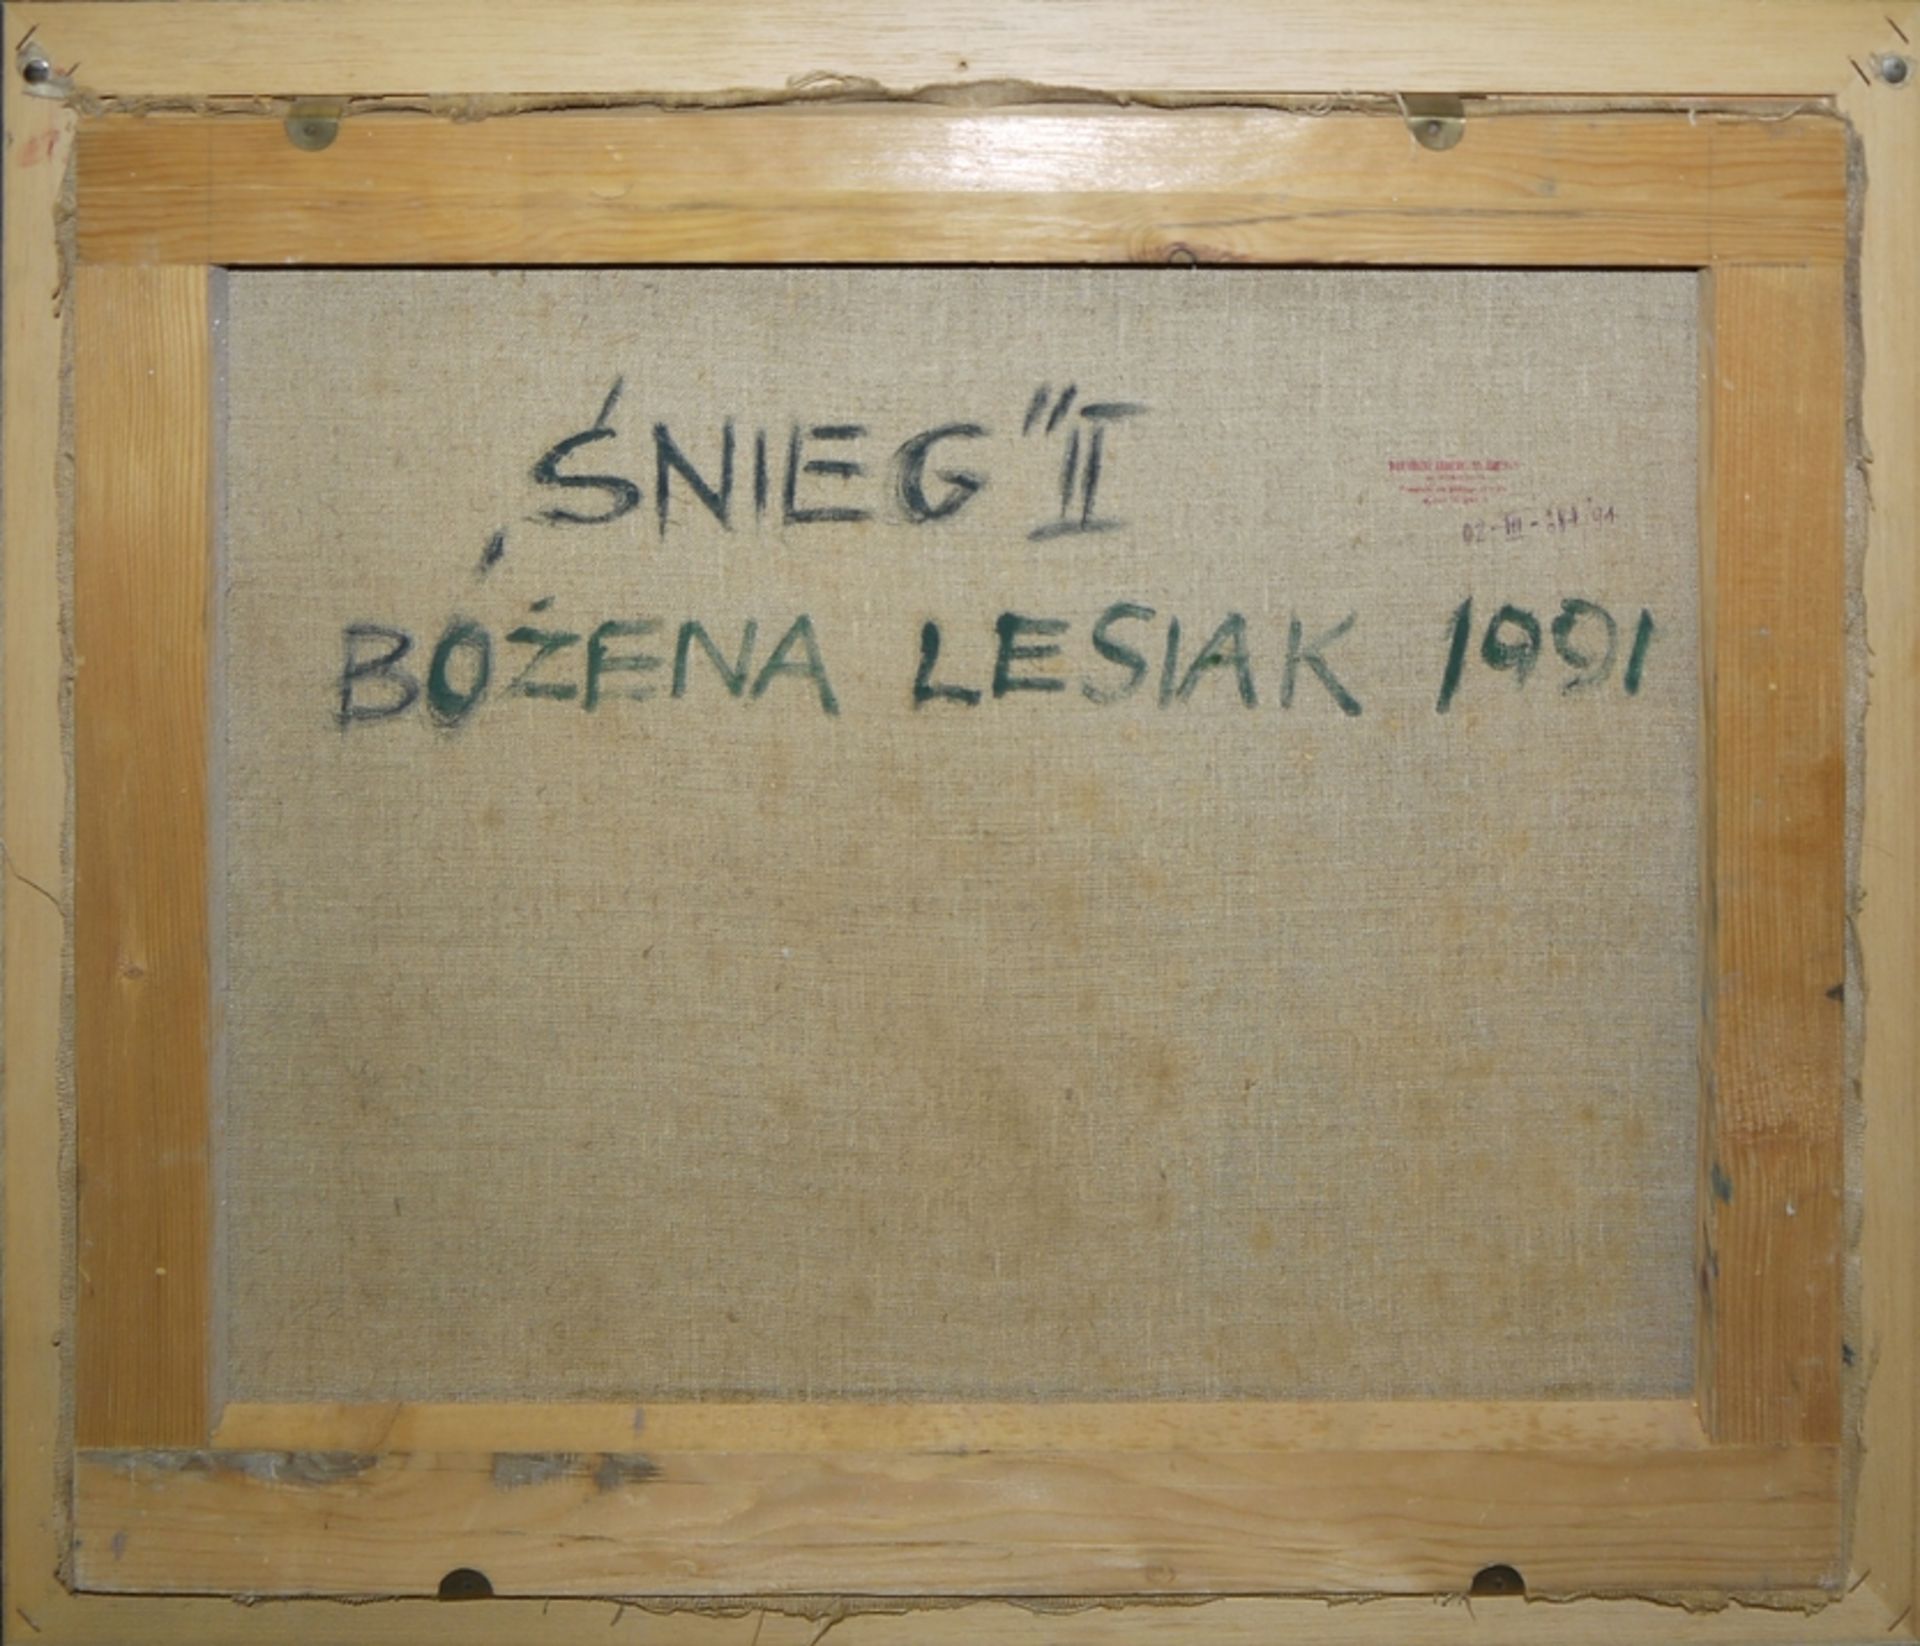 „ŚNIEG" II
BOŻENA LESIAK 1991